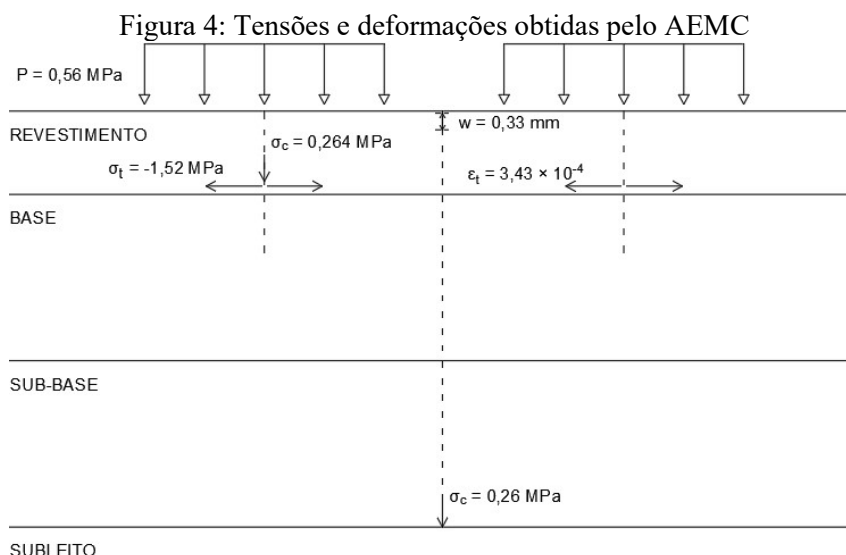 Figura 4: Tensões e deformações obtidas pelo AEMC
P = 0,56 MPa
w = 0,33 mm
REVESTIMENTO
σc = 0,264 MPa
σt = -1,52 MPa
εt = 3,43 × 10⁻⁴
BASE
SUB-BASE
σc = 0,26 MPa
SUBLEITO